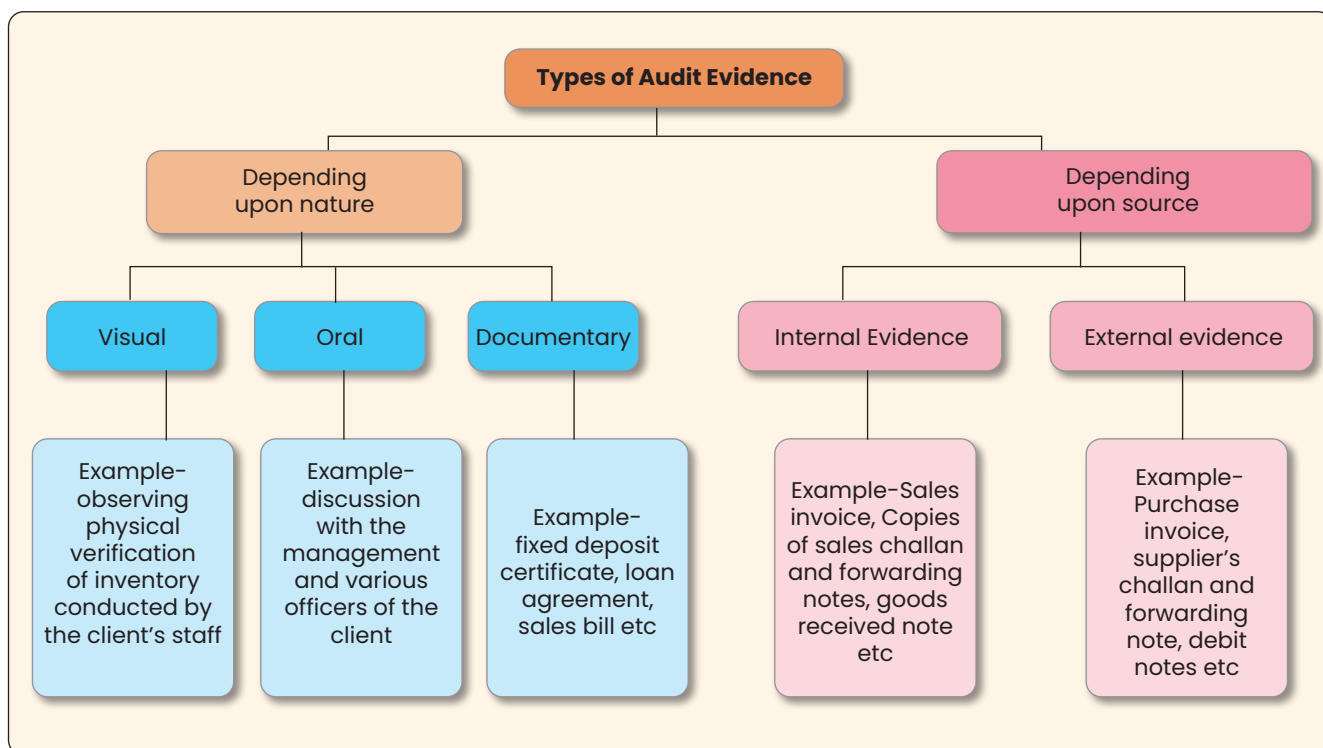 Types of Audit Evidence
Depending
upon nature
Depending
upon source
Visual
Oral
Documentary
Internal Evidence
External evidence
Example-
observing
physical
verification
of inventory
conducted by
the client’s staff
Example-
discussion
with the
management
and various
officers of the
client
Example-
fixed deposit
certificate, loan
agreement,
sales bill etc
Example-Sales
invoice, Copies
of sales challan
and forwarding
notes, goods
received note
etc
Example-
Purchase
invoice,
supplier’s
challan and
forwarding
note, debit
notes etc